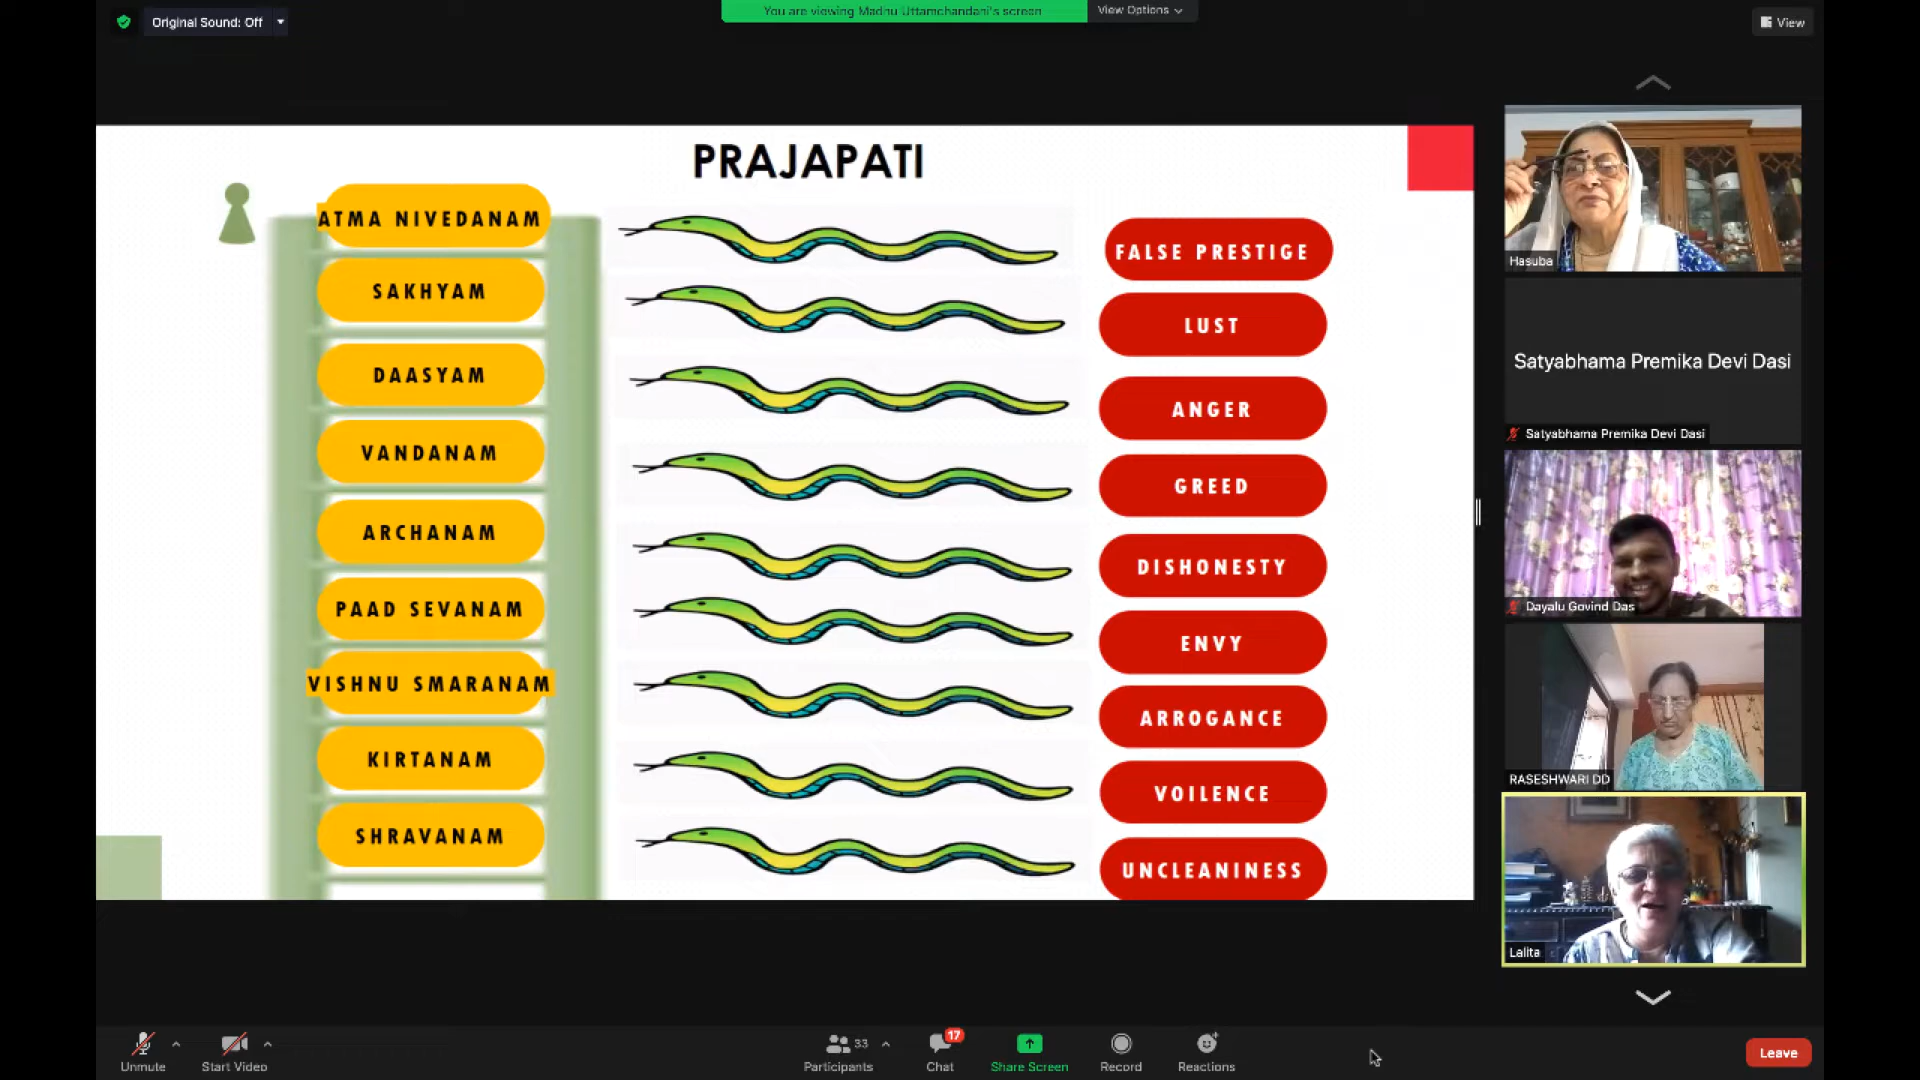 Original Sound: Off
You are viewing Madhu Uttamchandani's screen
View Options
View
PRAJAPATI
ATMA NIVEDANAM
FALSE PRESTIGE
SAKHYAM
LUST
DAASYAM
ANGER
VANDANAM
GREED
ARCHANAM
DISHONESTY
PAAD SEVANAM
ENVY
VISHNU SMARANAM
ARROGANCE
KIRTANAM
VOILENCE
SHRAVANAM
UNCLEANINESS
Hasuba
Satyabhama Premika Devi Dasi
Satyabhama Premika Devi Dasi
Dayalu Govind Das
RASESHWARI DD
Lalita
Unmute
Start Video
33
Participants
17
Chat
Share Screen
Record
Reactions
Leave